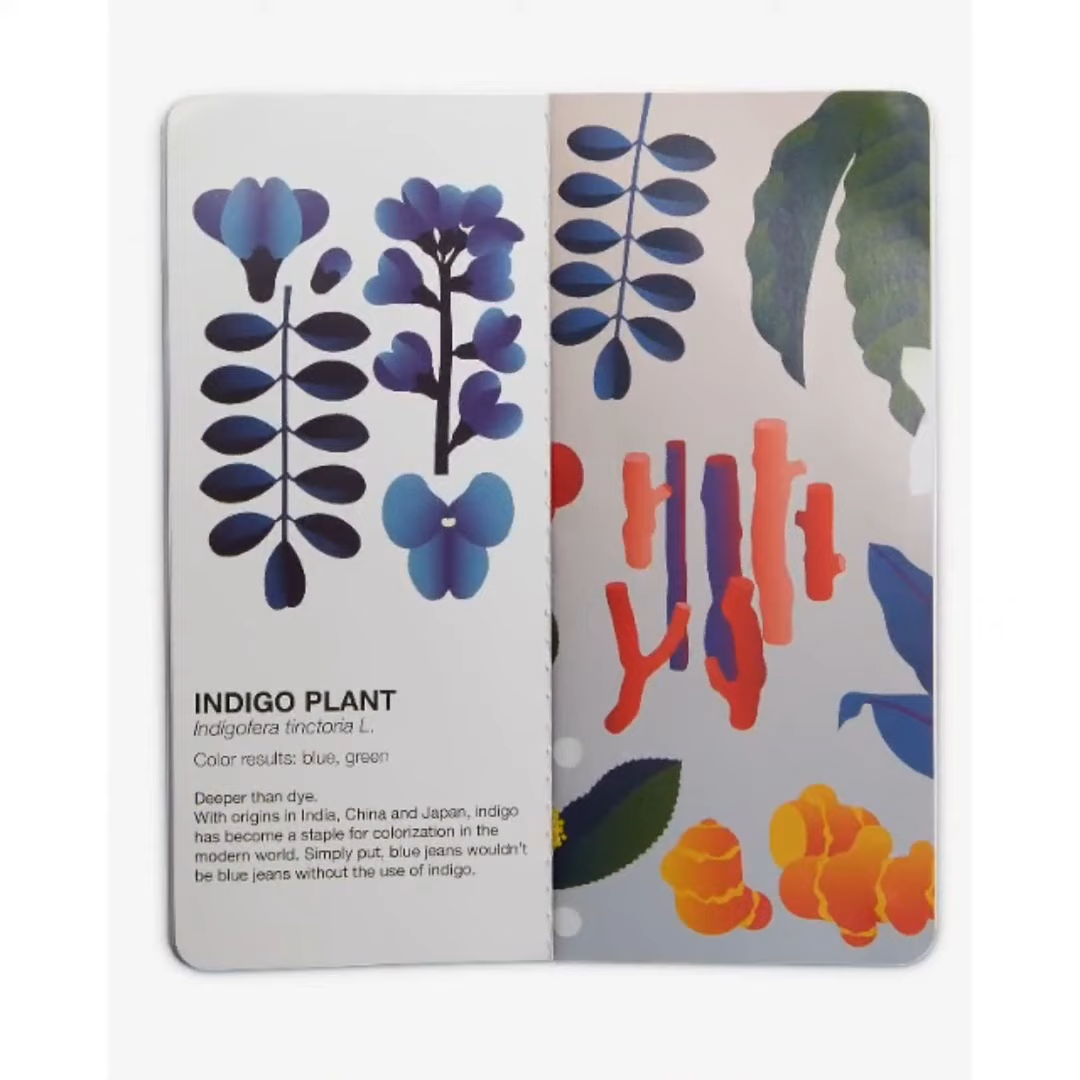 INDIGO PLANT
Indigofera tinctoria L.
Color results: blue, green
Deeper than dye.
With origins in India, China and Japan, indigo
has become a staple for colorization in the
modern world. Simply put, blue jeans wouldn't
be blue jeans without the use of indigo.